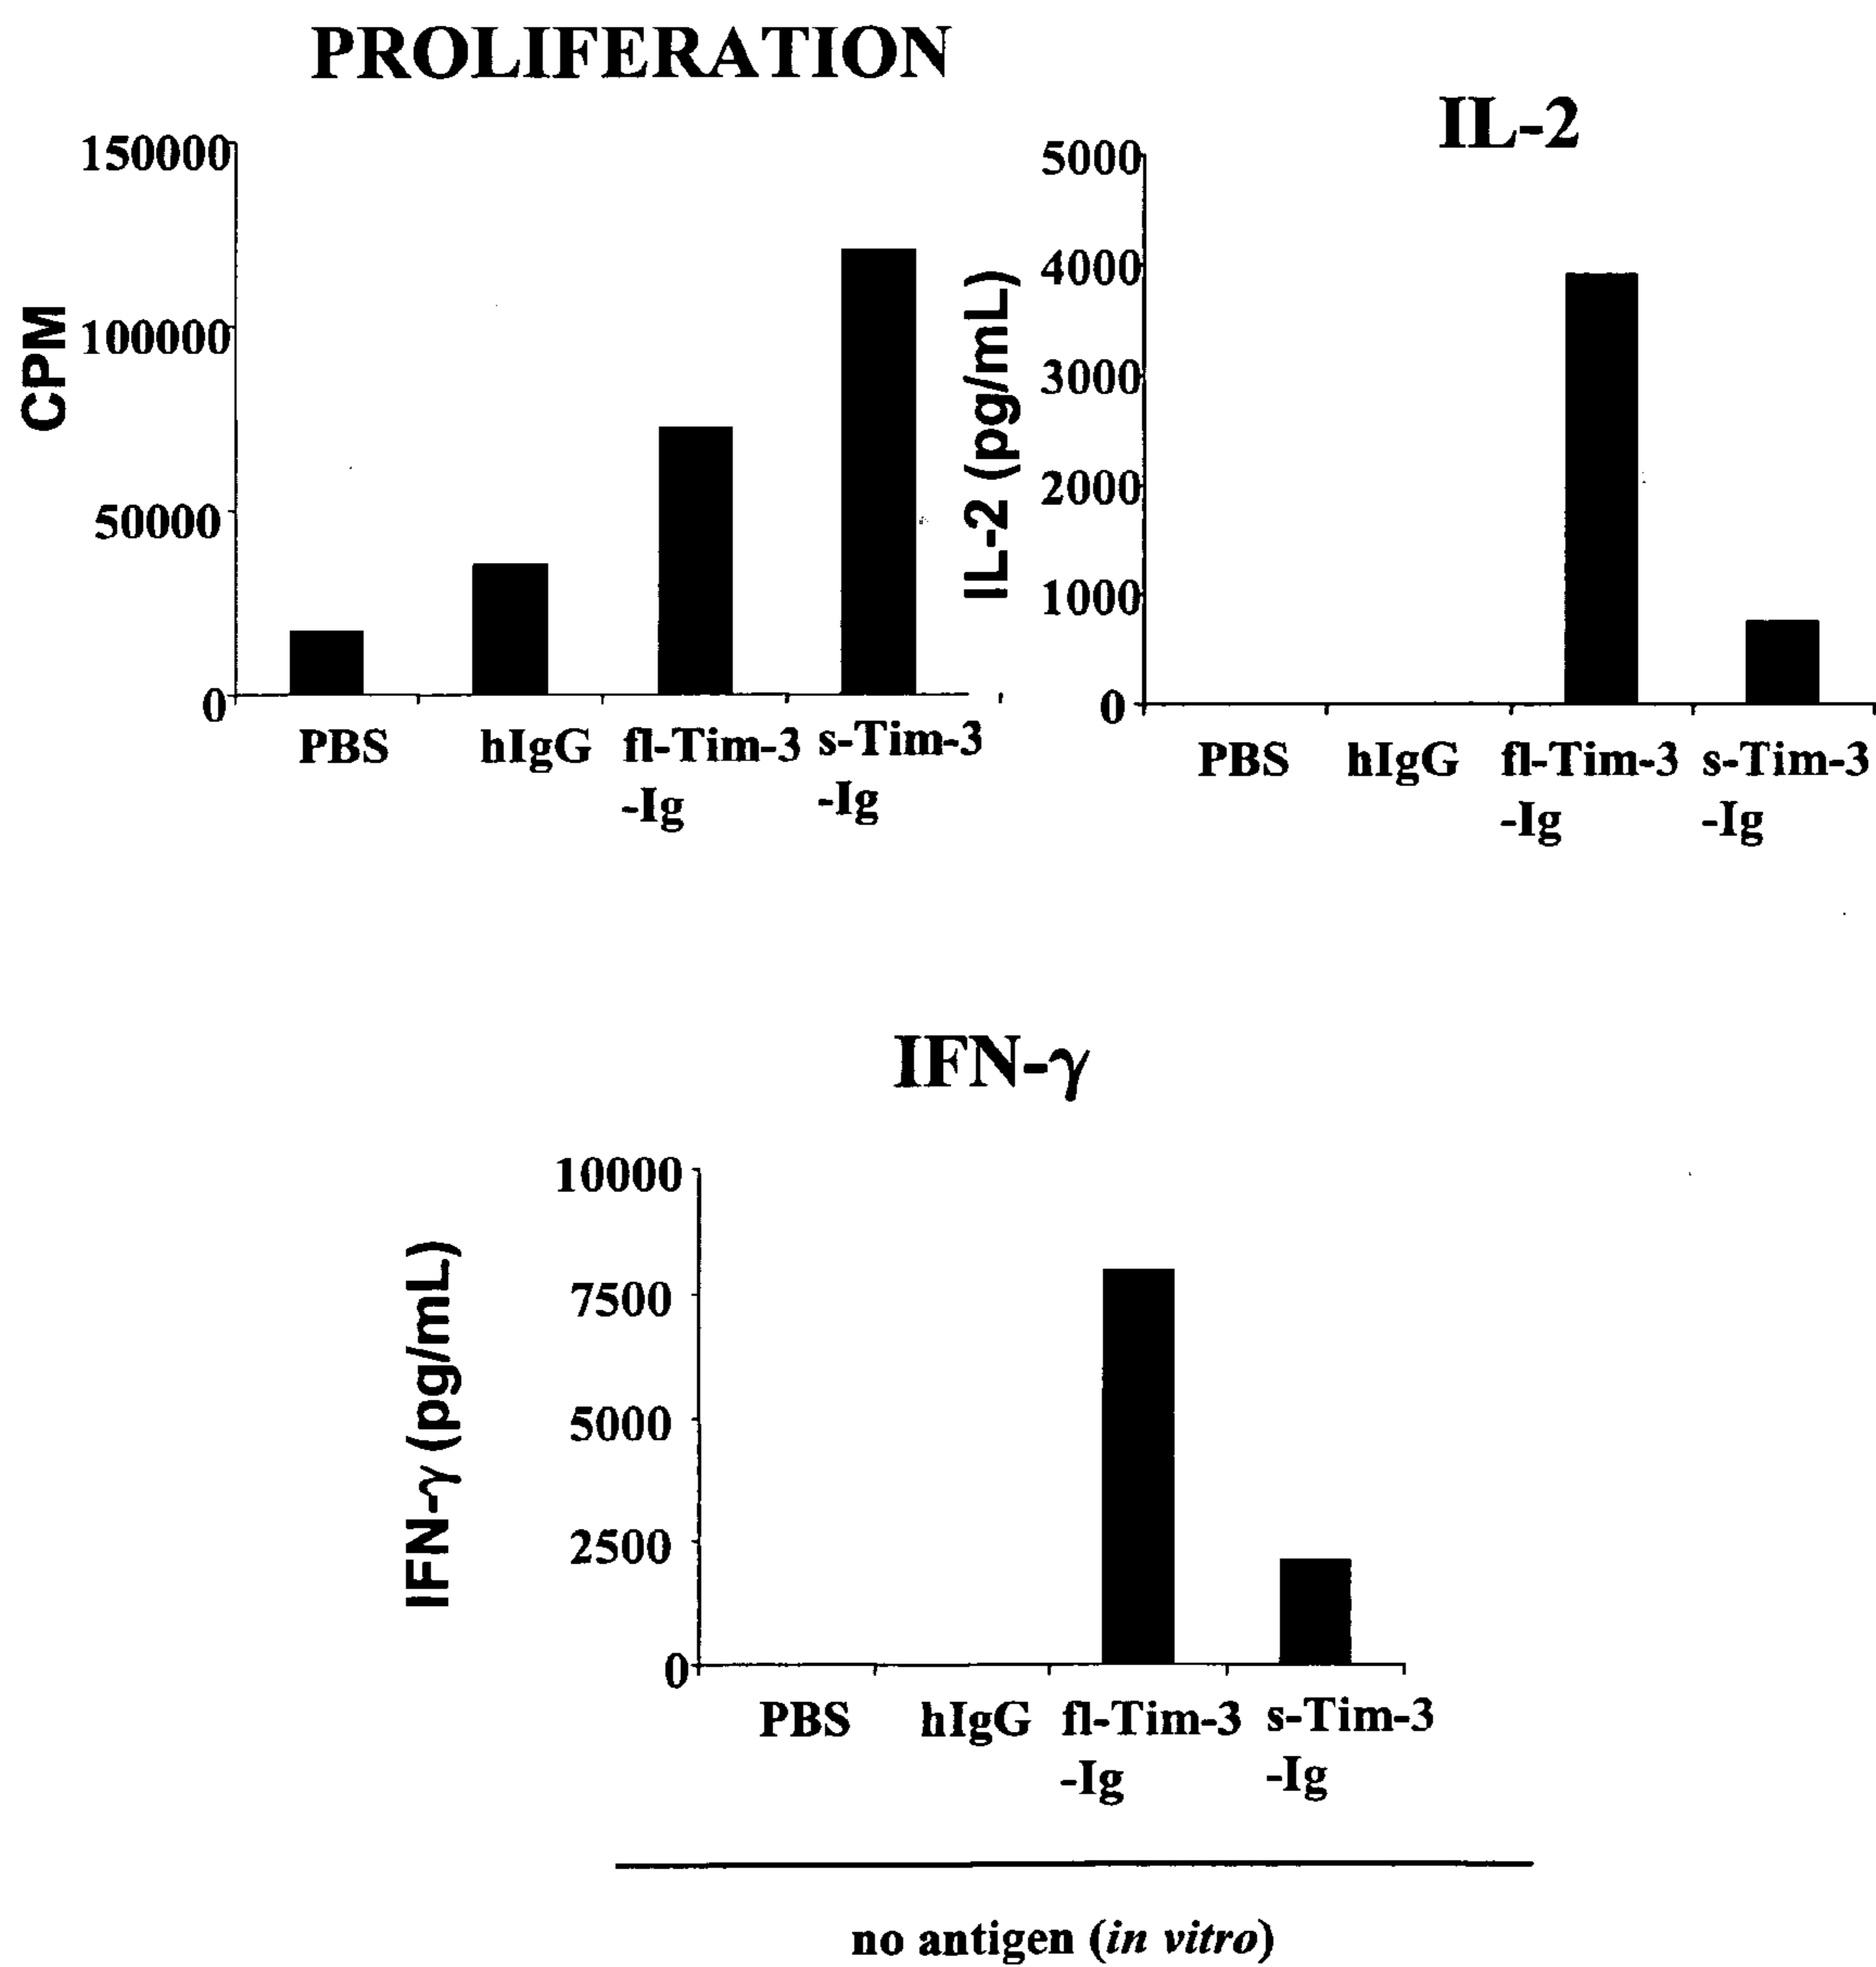 PROLIFERATION
150000
100000
50000
0
CPM
PBS hIgG fl-Tim-3 s-Tim-3
-Ig -Ig
IL-2
5000
4000
3000
2000
1000
0
IL-2 (pg/mL)
PBS hIgG fl-Tim-3 s-Tim-3
-Ig -Ig
IFN-γ
10000
7500
5000
2500
0
IFN-γ (pg/mL)
PBS hIgG fl-Tim-3 s-Tim-3
-Ig -Ig
no antigen (in vitro)